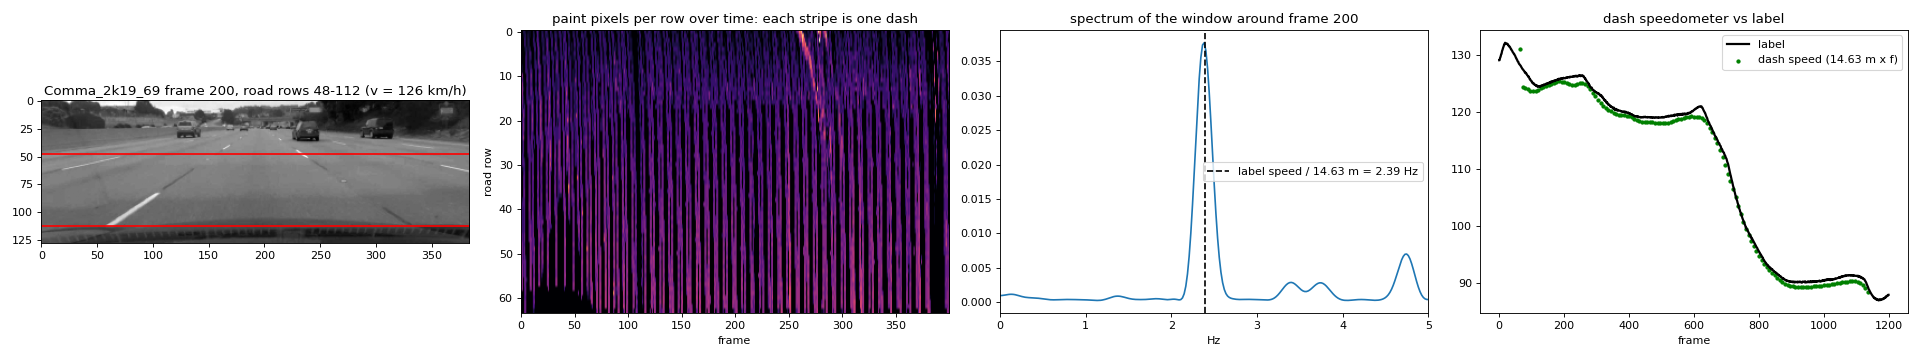 Comma_2k19_69 frame 200, road rows 48-112 (v = 126 km/h)
0
25
50
75
100
125
0 50 100 150 200 250 300 350
paint pixels per row over time: each stripe is one dash
road row
0
10
20
30
40
50
60
0 50 100 150 200 250 300 350
frame
spectrum of the window around frame 200
0.035
0.030
0.025
0.020
0.015
0.010
0.005
0.000
label speed / 14.63 m = 2.39 Hz
0 1 2 3 4 5
Hz
dash speedometer vs label
label
dash speed (14.63 m x f)
130
120
110
100
90
0 200 400 600 800 1000 1200
frame